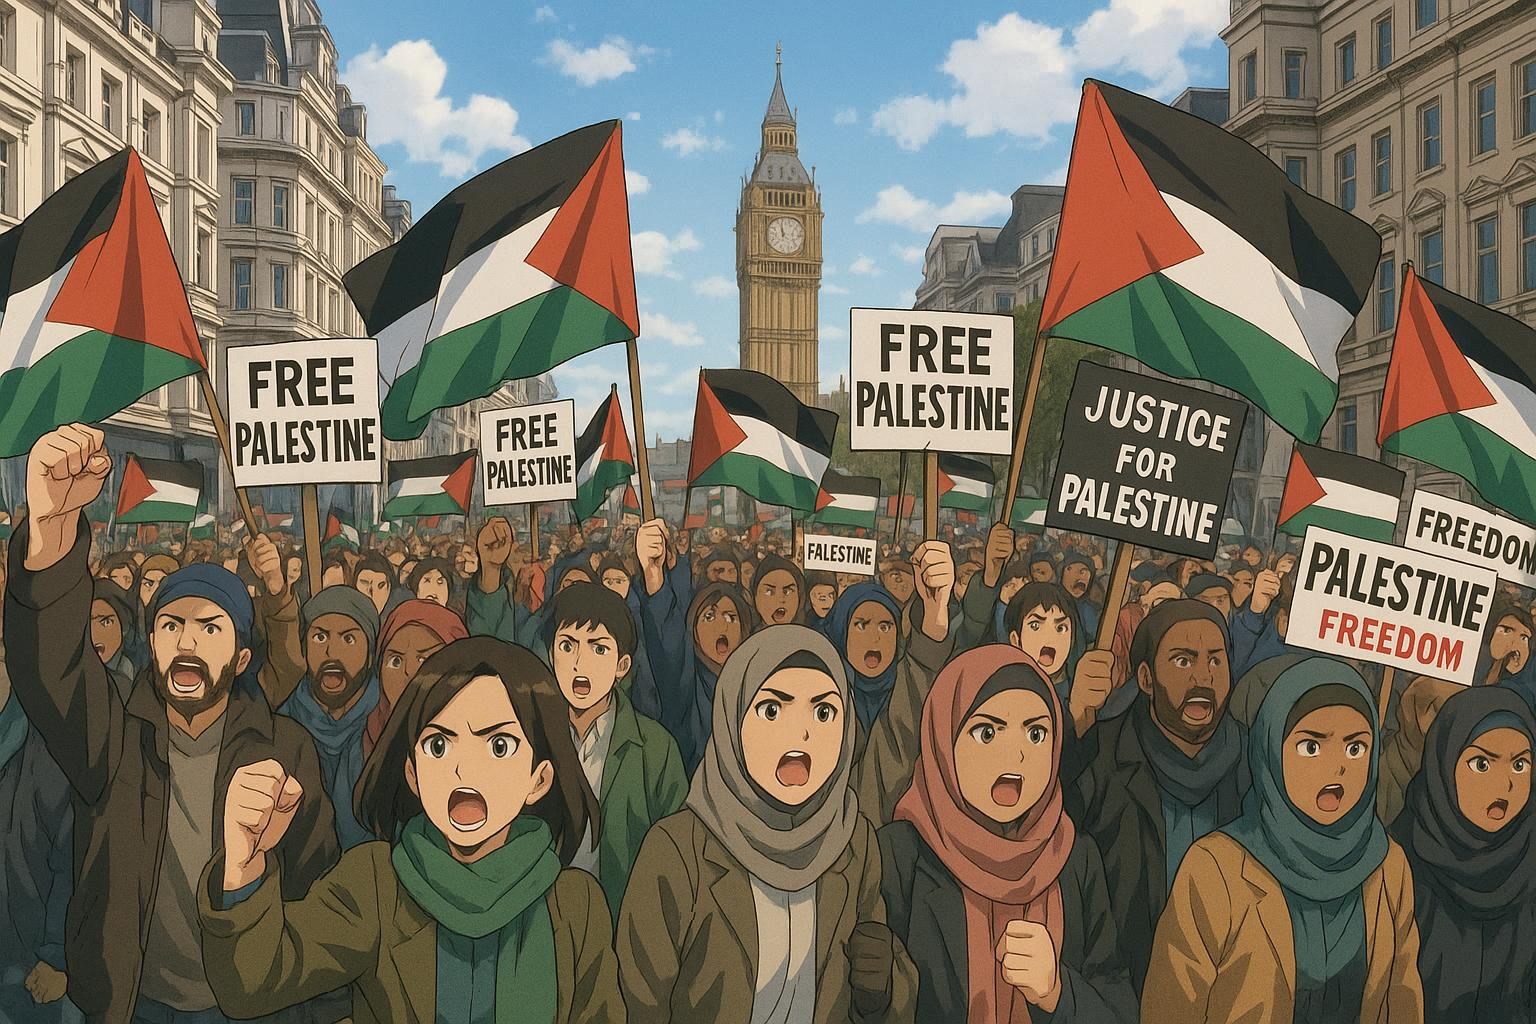 FREE
PALESTINE
FREE
PALESTINE
FREE
PALESTINE
JUSTICE
FOR
PALESTINE
FALESTINE
FREEDOM
PALESTINE
FREEDOM